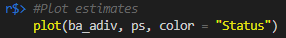 r$> #Plot estimates
plot(ba_adiv, ps, color = "Status")